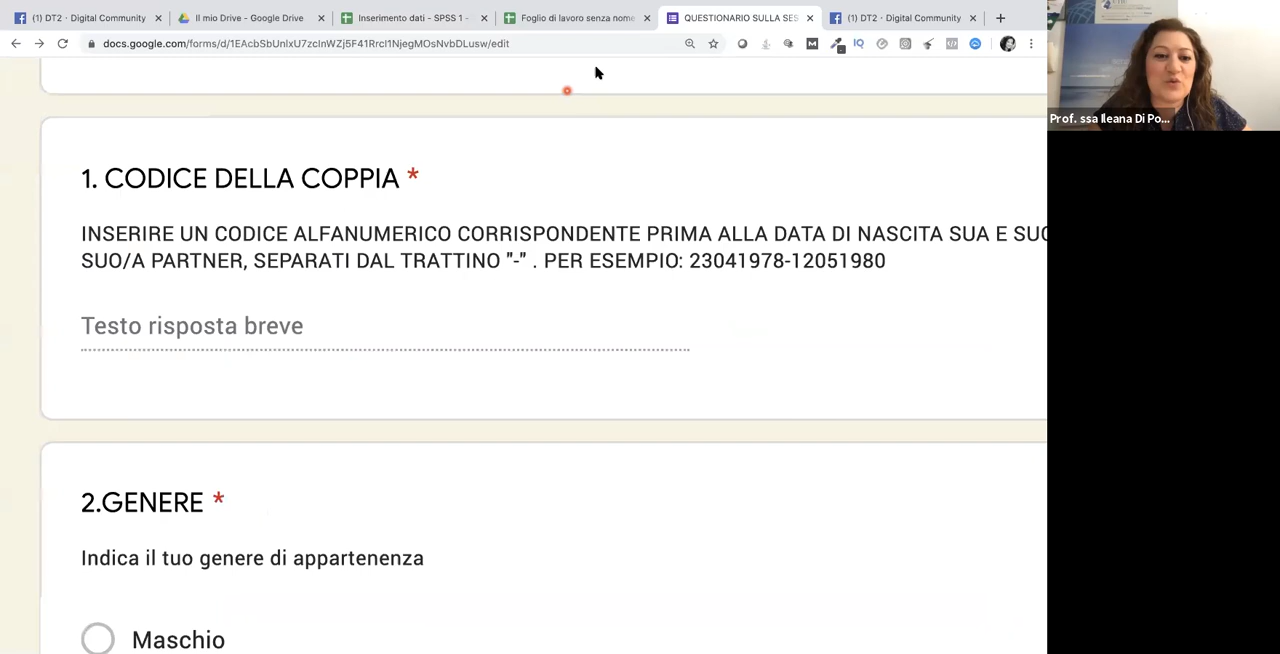 (1) DT2 · Digital Community
Il mio Drive - Google Drive
Inserimento dati - SPSS 1 -
Foglio di lavoro senza nome
QUESTIONARIO SULLA SES
(1) DT2 · Digital Community
docs.google.com/forms/d/1EAcbSbUnlxU7zclnWZj5F41Rrcl1NjegMOsNvbDLusw/edit
Prof. ssa Ileana Di Po...
1. CODICE DELLA COPPIA *
INSERIRE UN CODICE ALFANUMERICO CORRISPONDENTE PRIMA ALLA DATA DI NASCITA SUA E SUC
SUO/A PARTNER, SEPARATI DAL TRATTINO "-" . PER ESEMPIO: 23041978-12051980
Testo risposta breve
2.GENERE *
Indica il tuo genere di appartenenza
Maschio